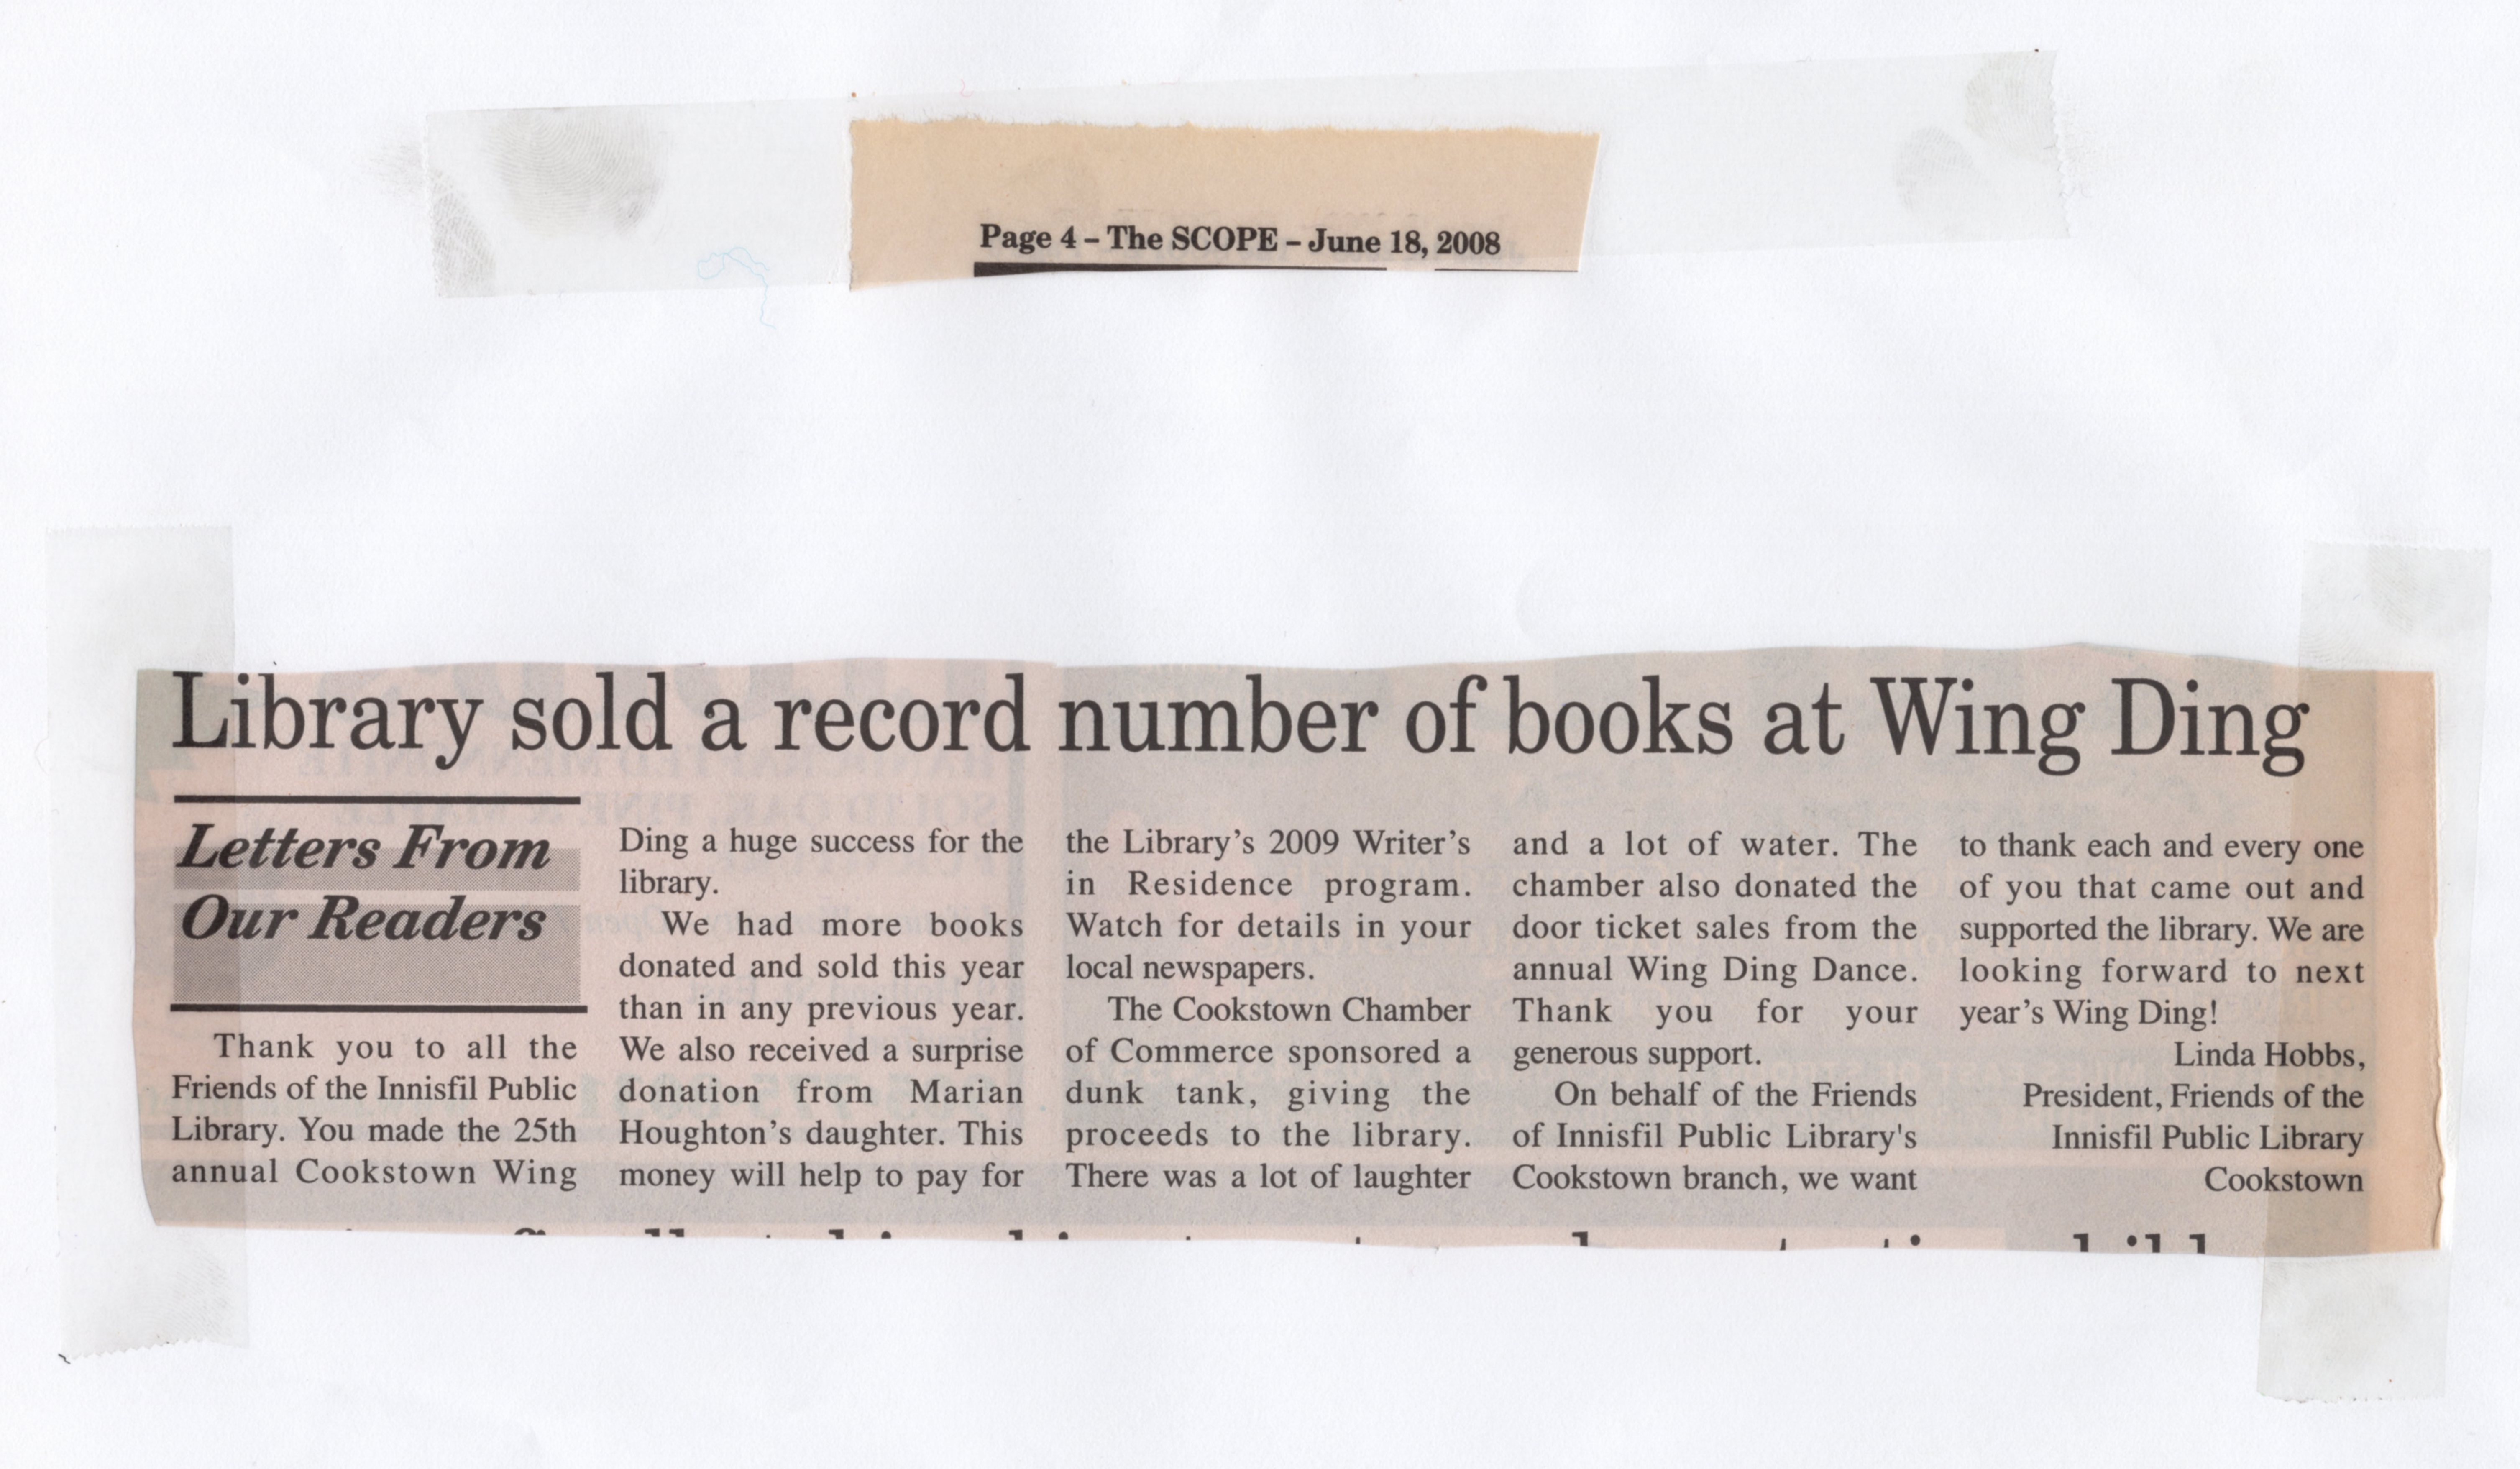 Page 4 – The SCOPE – June 18, 2008
Library sold a record number of books at Wing Ding
Letters From
Our Readers
Thank you to all the
Friends of the Innisfil Public
Library. You made the 25th
annual Cookstown Wing
Ding a huge success for the
library.
We had more books
donated and sold this year
than in any previous year.
We also received a surprise
donation from Marian
Houghton's daughter. This
money will help to pay for
the Library's 2009 Writer's
in Residence program.
Watch for details in your
local newspapers.
The Cookstown Chamber
of Commerce sponsored a
dunk tank, giving the
proceeds to the library.
There was a lot of laughter
and a lot of water. The
chamber also donated the
door ticket sales from the
annual Wing Ding Dance.
Thank you for your
generous support.
On behalf of the Friends
of Innisfil Public Library's
Cookstown branch, we want
to thank each and every one
of you that came out and
supported the library. We are
looking forward to next
year's Wing Ding!
Linda Hobbs,
President, Friends of the
Innisfil Public Library
Cookstown